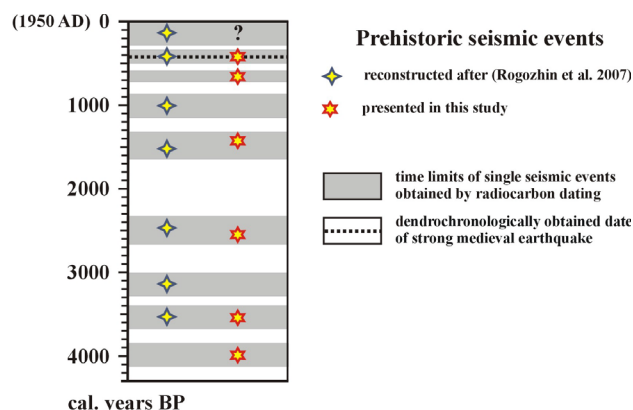 (1950 AD) 0
?
1000
2000
3000
4000
cal. years BP
Prehistoric seismic events
reconstructed after (Rogozhin et al. 2007)
presented in this study
time limits of single seismic events
obtained by radiocarbon dating
dendrochronologically obtained date
of strong medieval earthquake